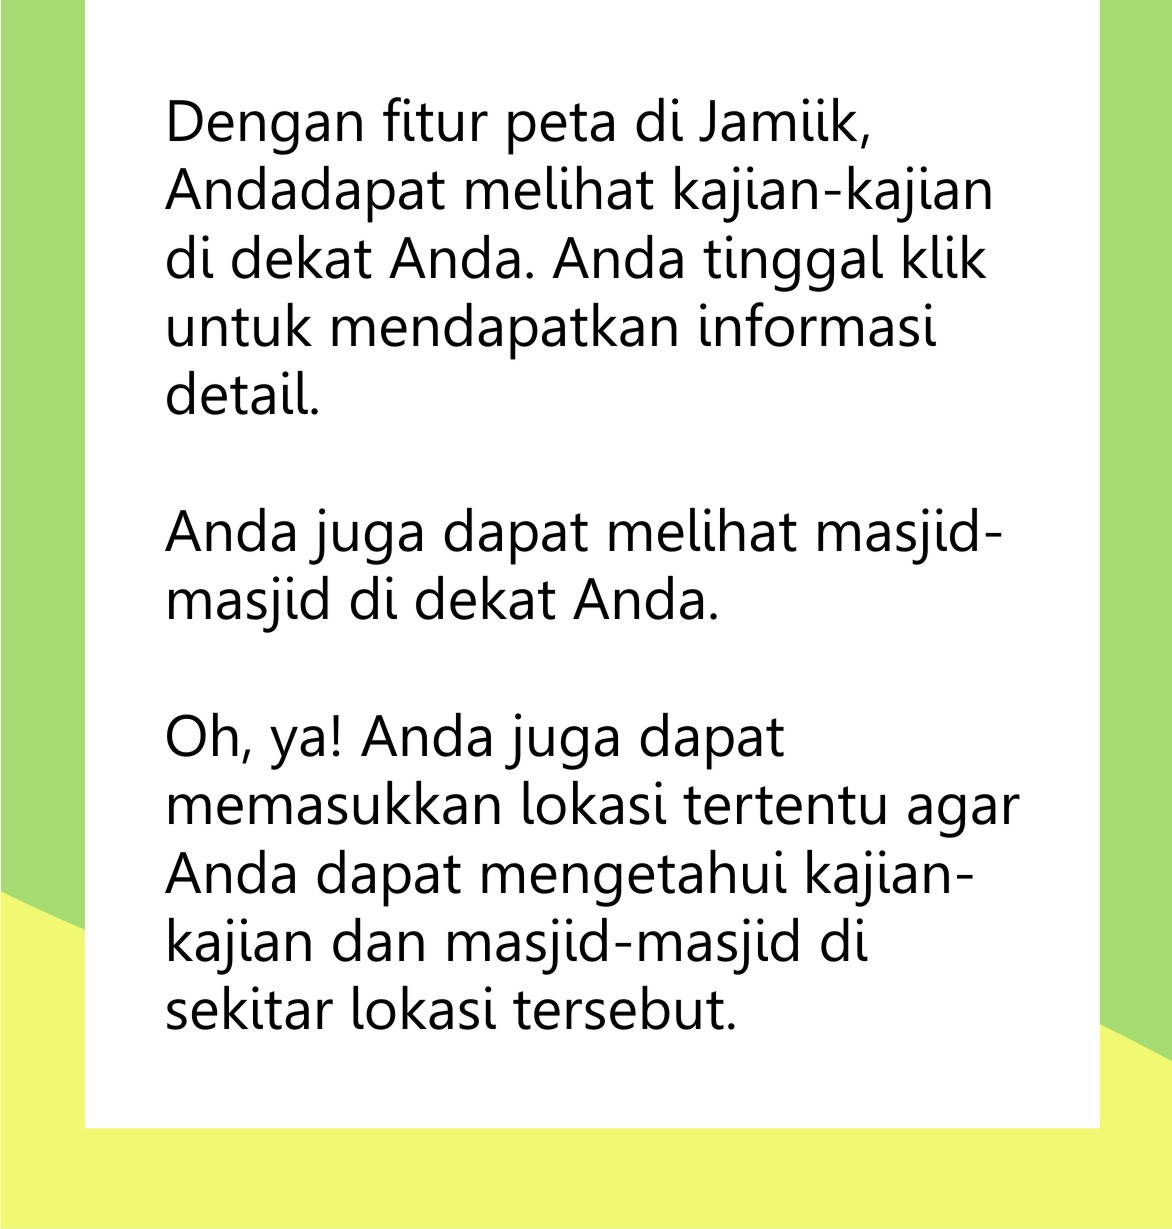 Dengan fitur peta di Jamiik,
Andadapat melihat kajian-kajian
di dekat Anda. Anda tinggal klik
untuk mendapatkan informasi
detail.
Anda juga dapat melihat masjid-
masjid di dekat Anda.
Oh, ya! Anda juga dapat
memasukkan lokasi tertentu agar
Anda dapat mengetahui kajian-
kajian dan masjid-masjid di
sekitar lokasi tersebut.